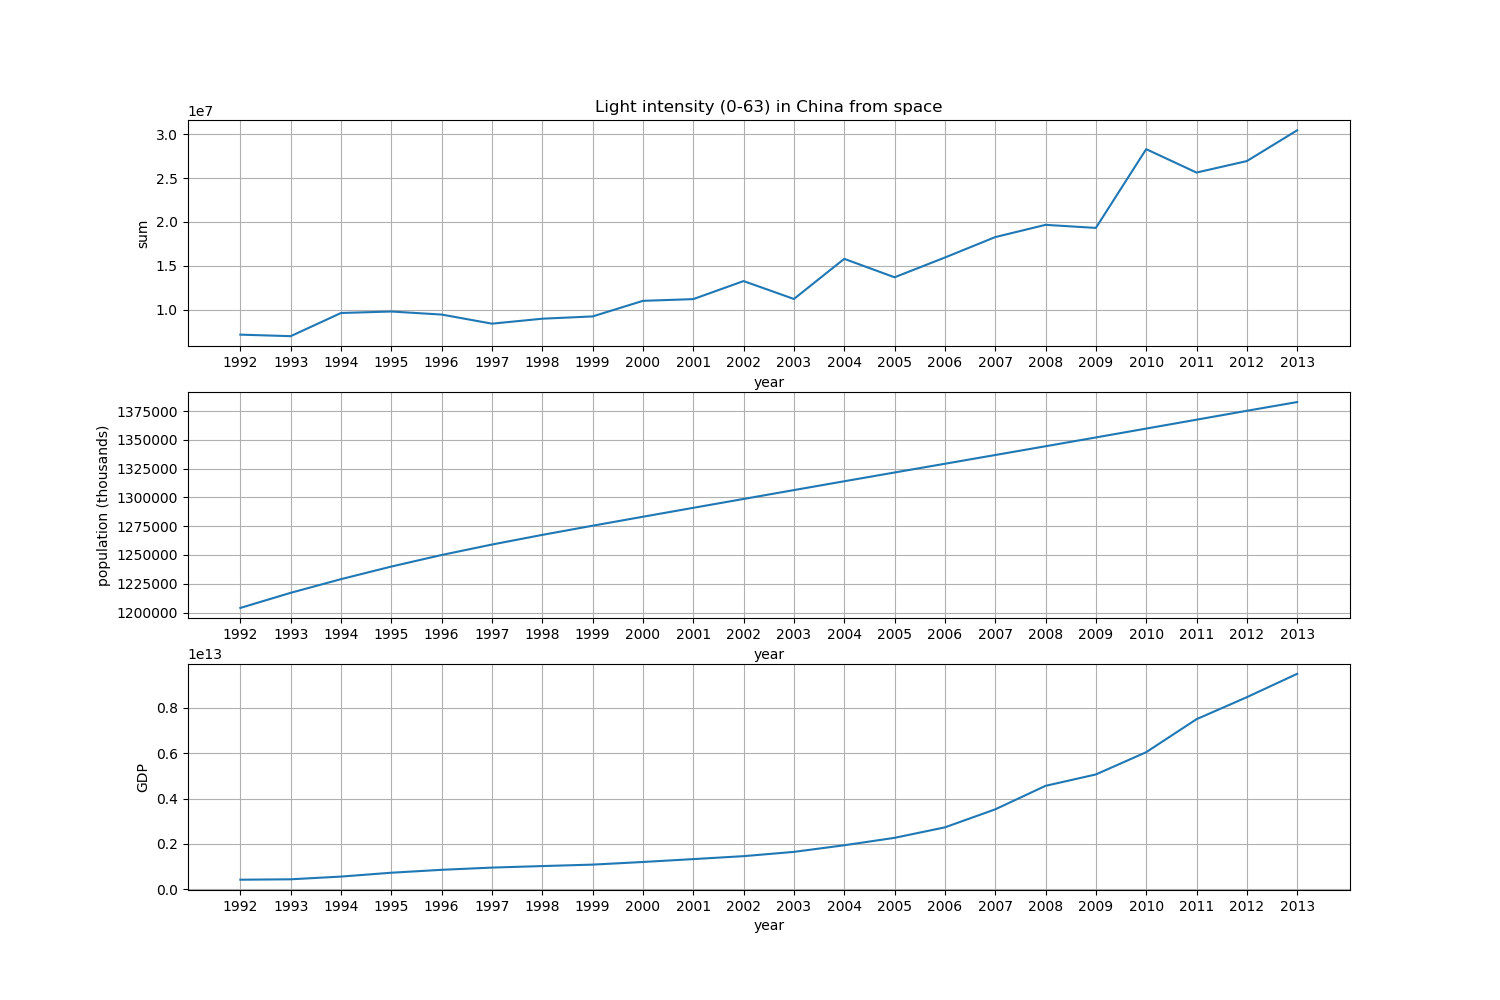 Light intensity (0-63) in China from space
1e7
3.0
2.5
2.0
1.5
1.0
sum
1992 1993 1994 1995 1996 1997 1998 1999 2000 2001 2002 2003 2004 2005 2006 2007 2008 2009 2010 2011 2012 2013
year
1375000
1350000
1325000
1300000
1275000
1250000
1225000
1200000
population (thousands)
1992 1993 1994 1995 1996 1997 1998 1999 2000 2001 2002 2003 2004 2005 2006 2007 2008 2009 2010 2011 2012 2013
year
1e13
0.8
0.6
0.4
0.2
0.0
GDP
1992 1993 1994 1995 1996 1997 1998 1999 2000 2001 2002 2003 2004 2005 2006 2007 2008 2009 2010 2011 2012 2013
year